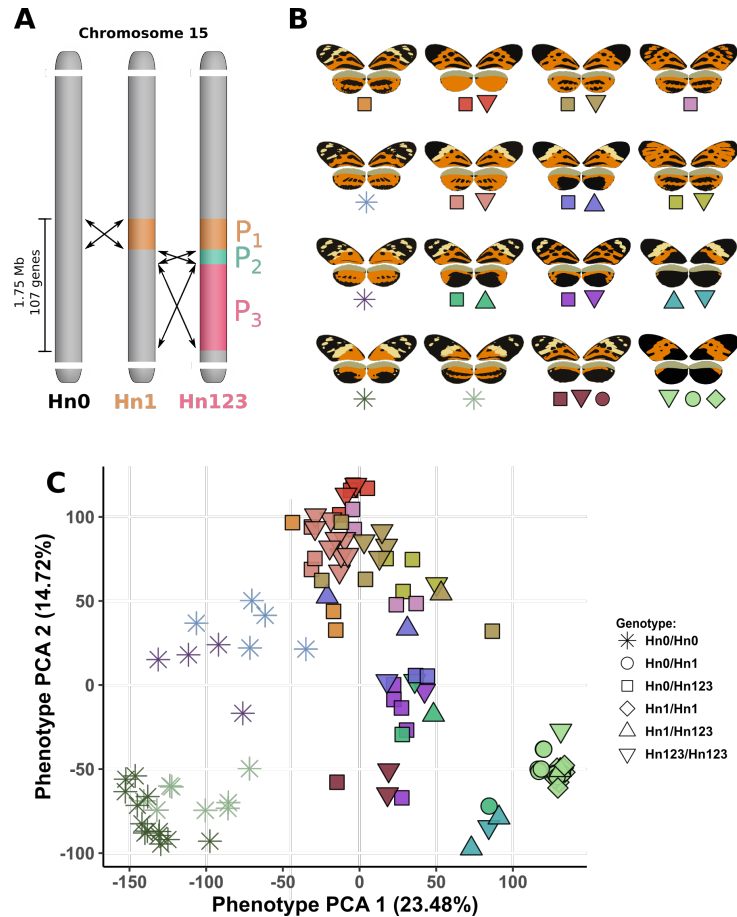 A
Chromosome 15
1.75 Mb
107 genes
P1
P2
P3
Hn0
Hn1
Hn123
B
C
Phenotype PCA 2 (14.72%)
100
50
0
-50
-100
-150
-100
-50
0
50
100
Phenotype PCA 1 (23.48%)
Genotype:
Hn0/Hn0
Hn0/Hn1
Hn0/Hn123
Hn1/Hn1
Hn1/Hn123
Hn123/Hn123